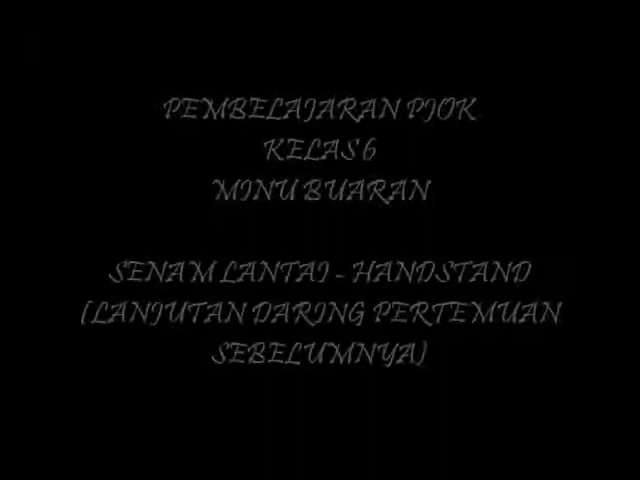 PEMBELAJARAN PJOK
KELAS 6
MINU BUARAN
SENAM LANTAI - HANDSTAND
(LANJUTAN DARING PERTEMUAN
SEBELUMNYA)